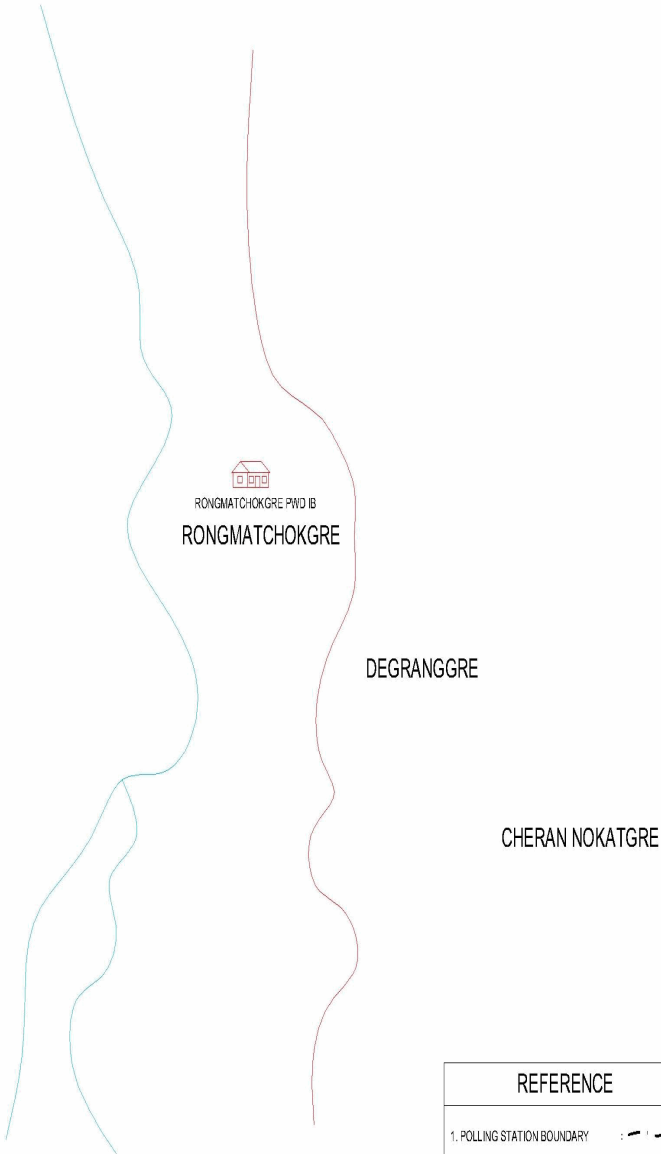 RONGMATCHOKGRE PWD IB
RONGMATCHOKGRE
DEGRANGGRE
CHERAN NOKATGRE
REFERENCE
1. POLLING STATION BOUNDARY :